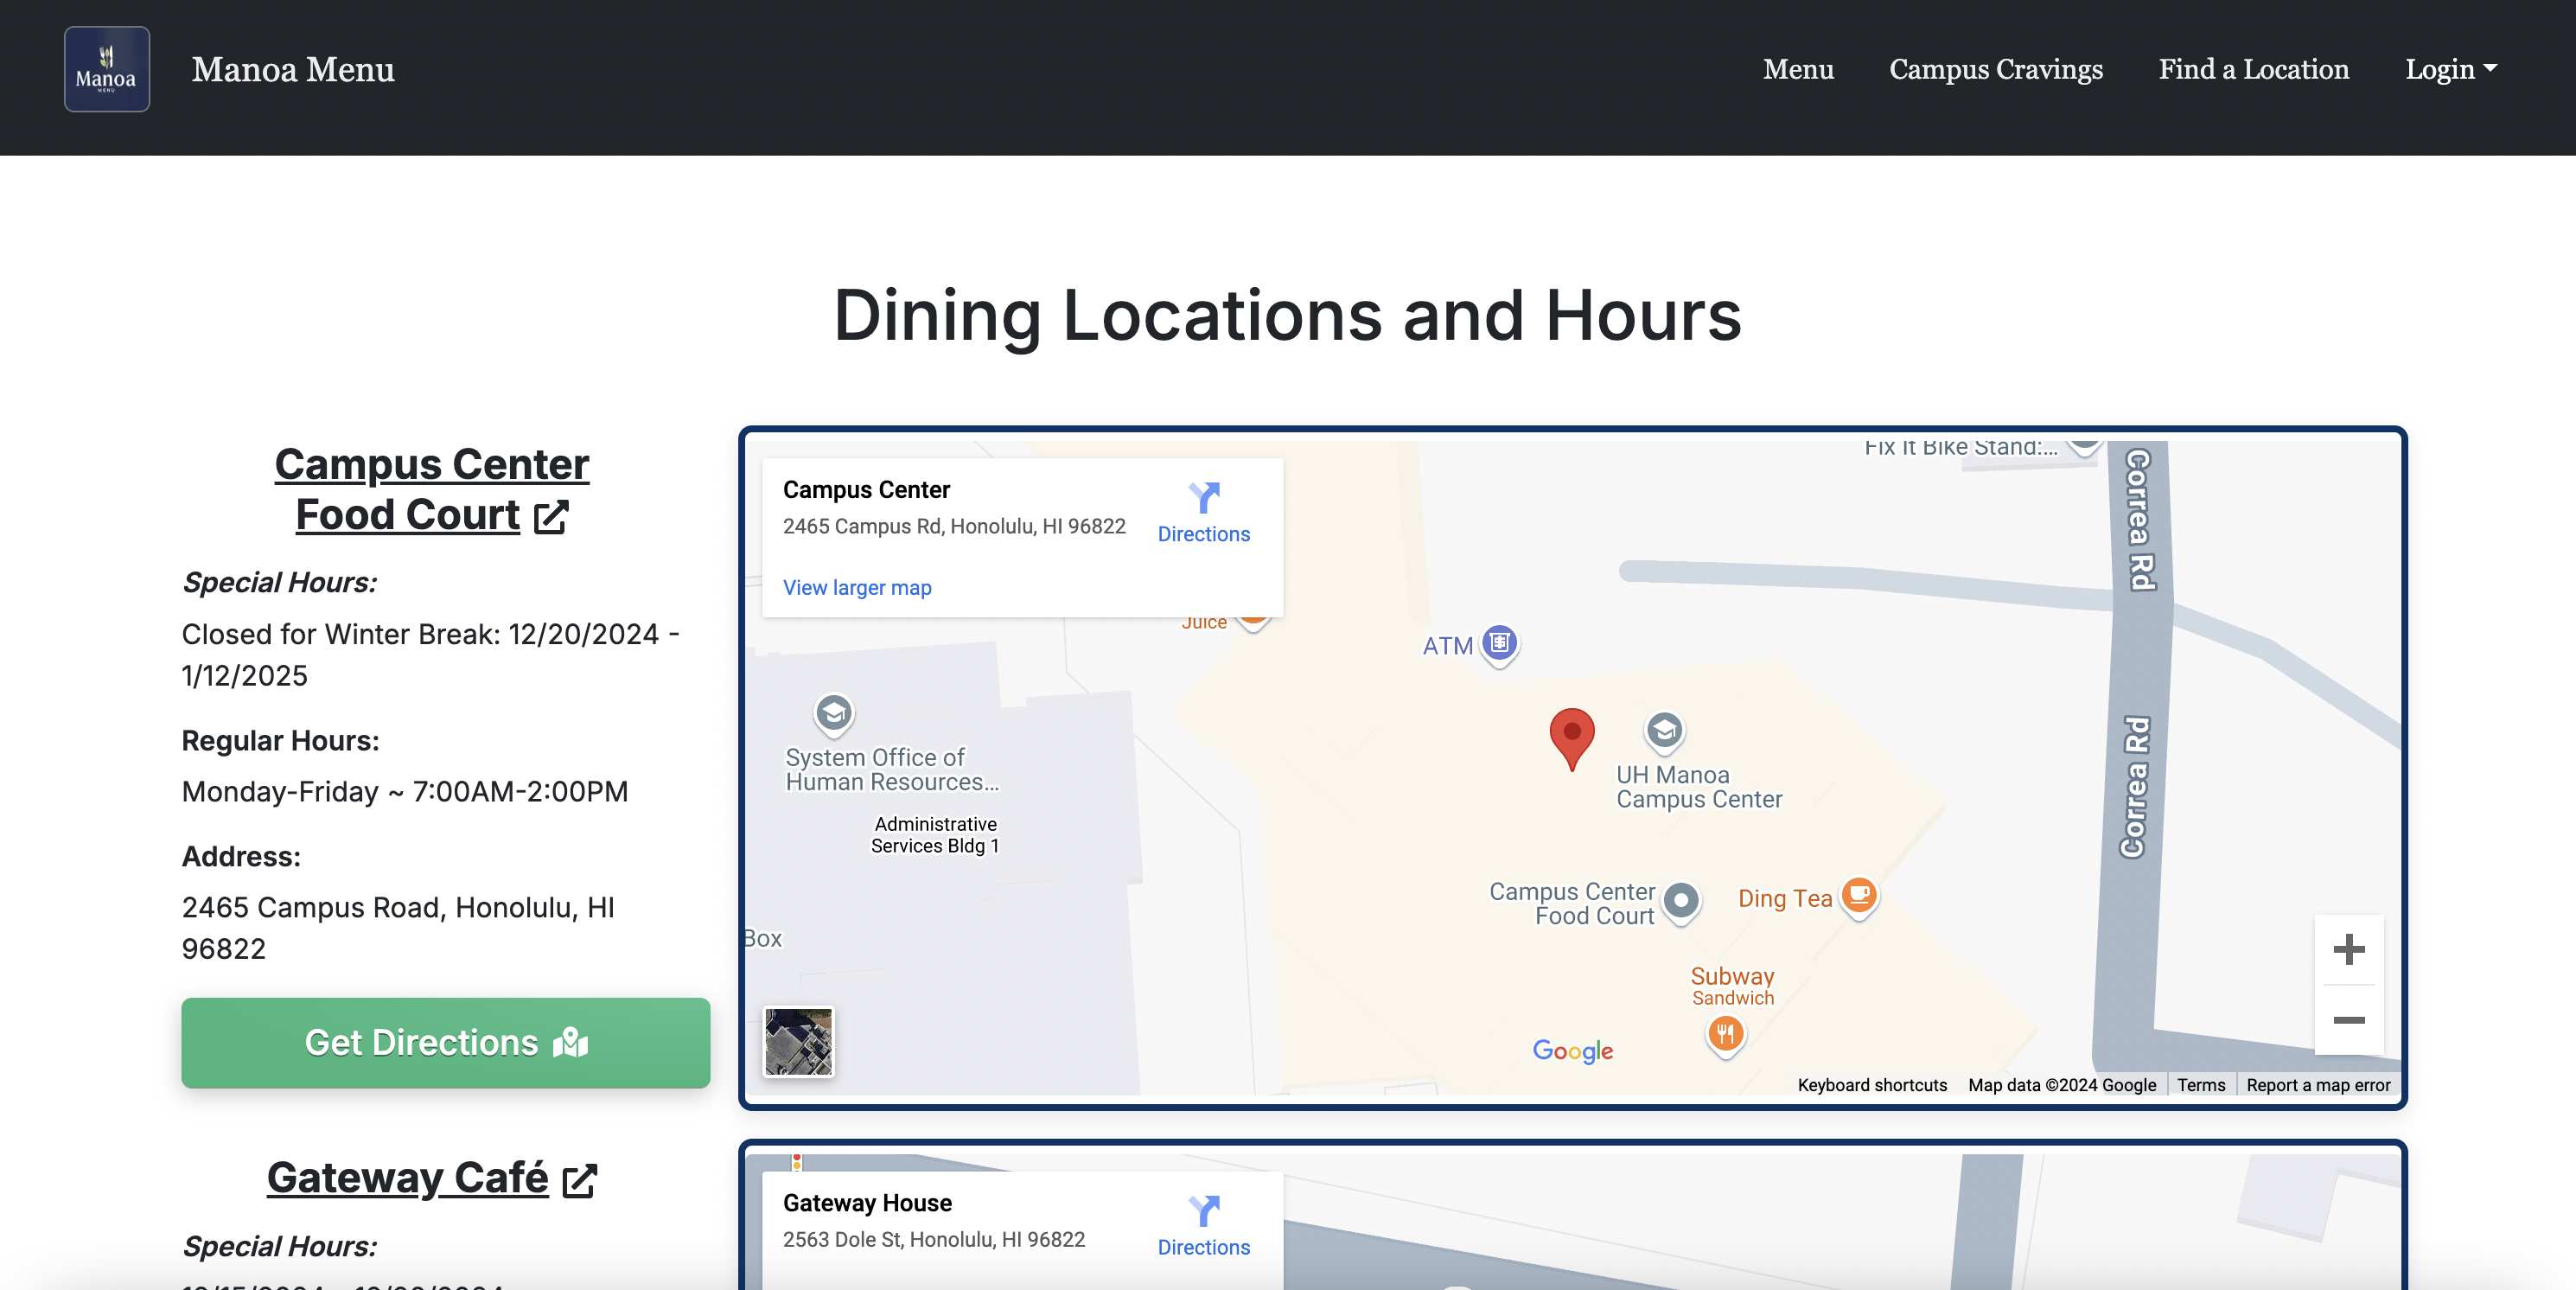 Manoa
MENU
Manoa Menu
Menu
Campus Cravings
Find a Location
Login
Dining Locations and Hours
Campus Center
Food Court
Special Hours:
Closed for Winter Break: 12/20/2024 -
1/12/2025
Regular Hours:
Monday-Friday ~ 7:00AM-2:00PM
Address:
2465 Campus Road, Honolulu, HI
96822
Get Directions
Campus Center
2465 Campus Rd, Honolulu, HI 96822
Directions
View larger map
Fix It Bike Stand:...
Correa Rd
Juice
ATM
System Office of
Human Resources...
UH Manoa
Campus Center
Correa Rd
Administrative
Services Bldg 1
Campus Center
Food Court
Ding Tea
Box
Subway
Sandwich
Google
Keyboard shortcuts
Map data ©2024 Google
Terms
Report a map error
Gateway Café
Special Hours:
Gateway House
2563 Dole St, Honolulu, HI 96822
Directions